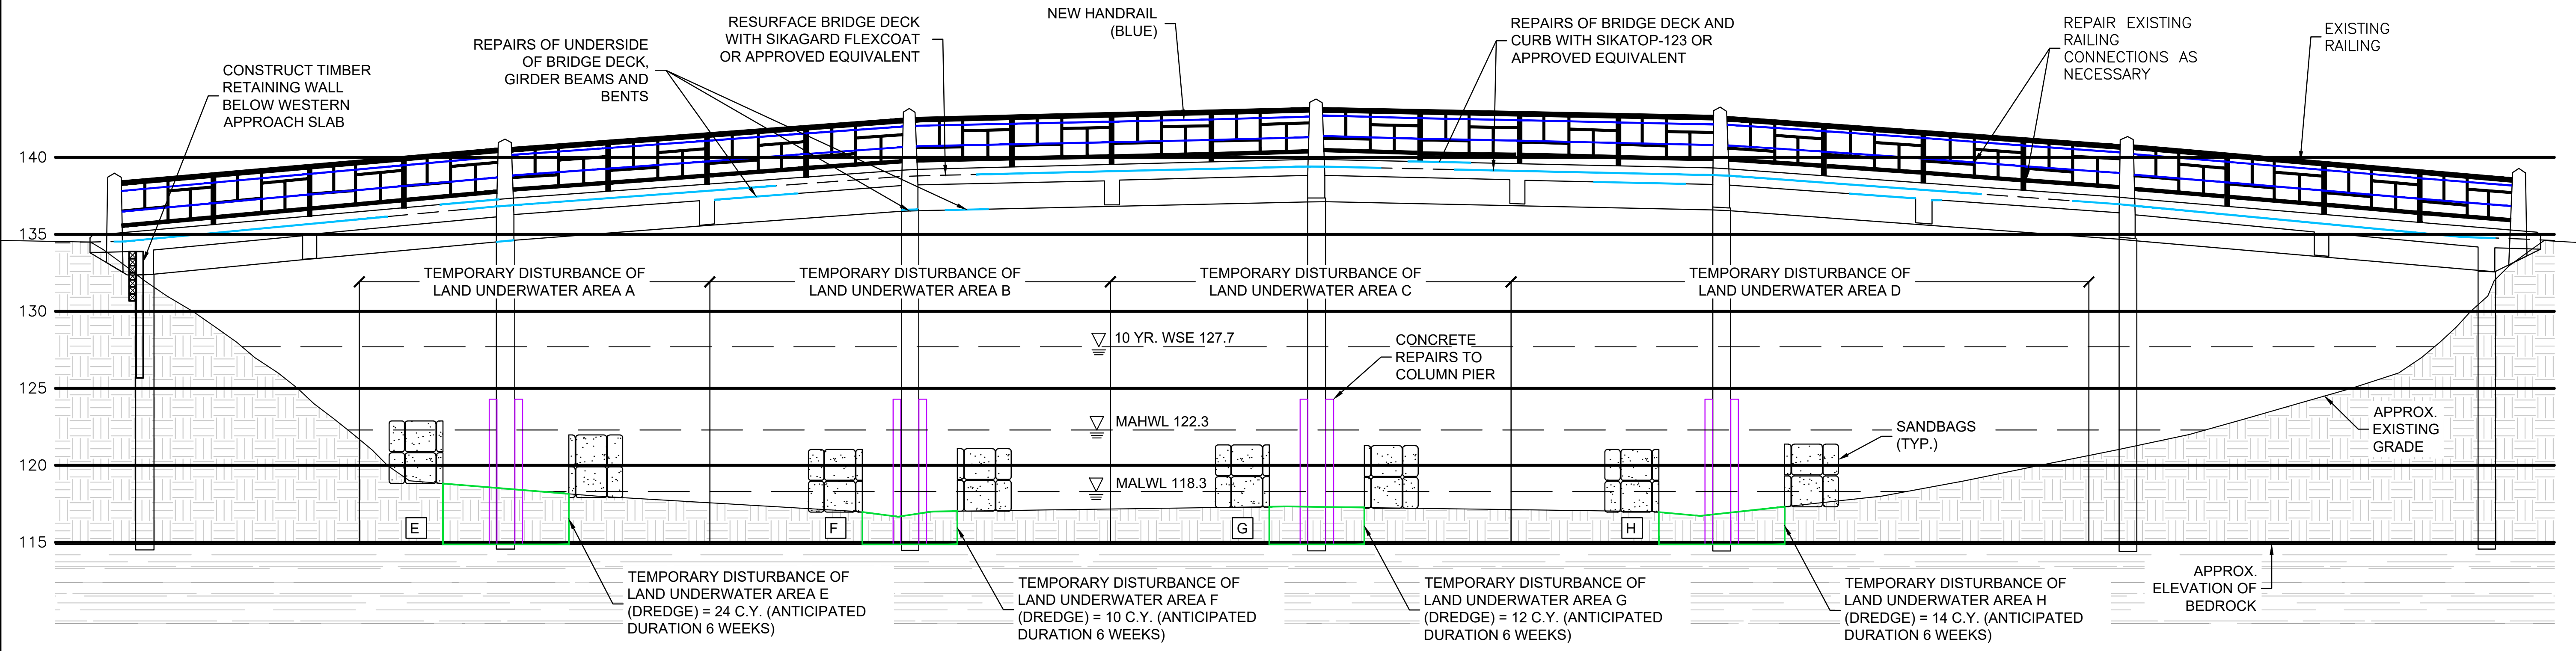 CONSTRUCT TIMBER
RETAINING WALL
BELOW WESTERN
APPROACH SLAB
REPAIRS OF UNDERSIDE
OF BRIDGE DECK,
GIRDER BEAMS AND
BENTS
RESURFACE BRIDGE DECK
WITH SIKAGARD FLEXCOAT
OR APPROVED EQUIVALENT
NEW HANDRAIL
(BLUE)
REPAIRS OF BRIDGE DECK AND
CURB WITH SIKATOP-123 OR
APPROVED EQUIVALENT
REPAIR EXISTING
RAILING
CONNECTIONS AS
NECESSARY
EXISTING
RAILING
140
135
130
125
120
115
TEMPORARY DISTURBANCE OF
LAND UNDERWATER AREA A
TEMPORARY DISTURBANCE OF
LAND UNDERWATER AREA B
TEMPORARY DISTURBANCE OF
LAND UNDERWATER AREA C
TEMPORARY DISTURBANCE OF
LAND UNDERWATER AREA D
10 YR. WSE 127.7
CONCRETE
REPAIRS TO
COLUMN PIER
MAHWL 122.3
SANDBAGS
(TYP.)
APPROX.
EXISTING
GRADE
MALWL 118.3
E
F
G
H
TEMPORARY DISTURBANCE OF
LAND UNDERWATER AREA E
(DREDGE) = 24 C.Y. (ANTICIPATED
DURATION 6 WEEKS)
TEMPORARY DISTURBANCE OF
LAND UNDERWATER AREA F
(DREDGE) = 10 C.Y. (ANTICIPATED
DURATION 6 WEEKS)
TEMPORARY DISTURBANCE OF
LAND UNDERWATER AREA G
(DREDGE) = 12 C.Y. (ANTICIPATED
DURATION 6 WEEKS)
TEMPORARY DISTURBANCE OF
LAND UNDERWATER AREA H
(DREDGE) = 14 C.Y. (ANTICIPATED
DURATION 6 WEEKS)
APPROX.
ELEVATION OF
BEDROCK